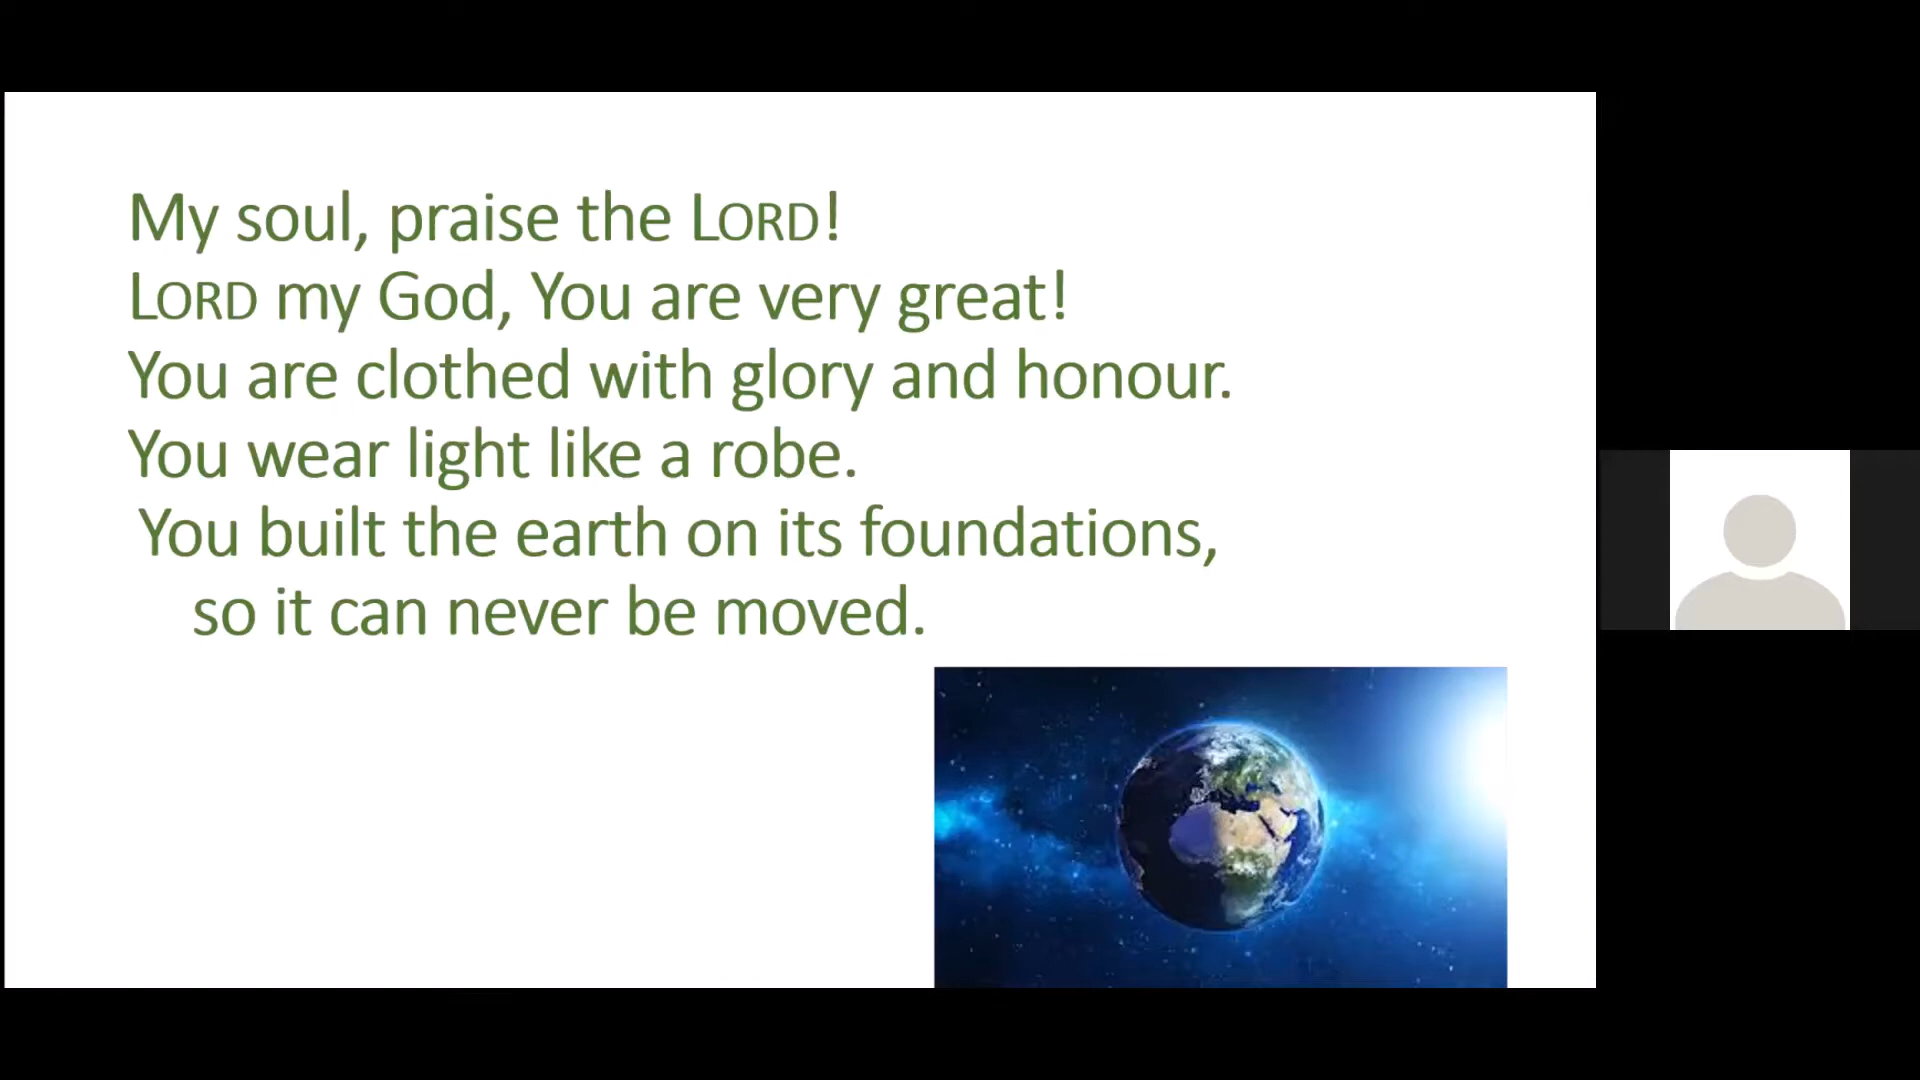 My soul, praise the LORD!
LORD my God, You are very great!
You are clothed with glory and honour.
You wear light like a robe.
You built the earth on its foundations,
so it can never be moved.